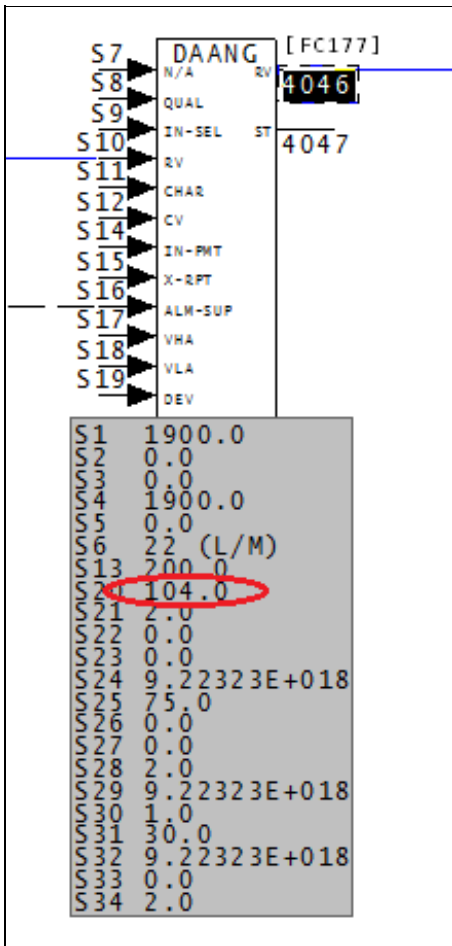 S7 DAANG [FC177]
S8 N/A RV 4046
S9 QUAL
S10 IN-SEL ST 4047
S11 RV
S12 CHAR
S14 CV
S15 IN-PMT
S16 X-RPT
S17 ALM-SUP
S18 VHA
S19 VLA
DEV
S1 1900.0
S2 0.0
S3 0.0
S4 1900.0
S5 0.0
S6 22 (L/M)
S13 200.0
S20 104.0
S21 2.0
S22 0.0
S23 0.0
S24 9.22323E+018
S25 75.0
S26 0.0
S27 0.0
S28 2.0
S29 9.22323E+018
S30 1.0
S31 30.0
S32 9.22323E+018
S33 0.0
S34 2.0